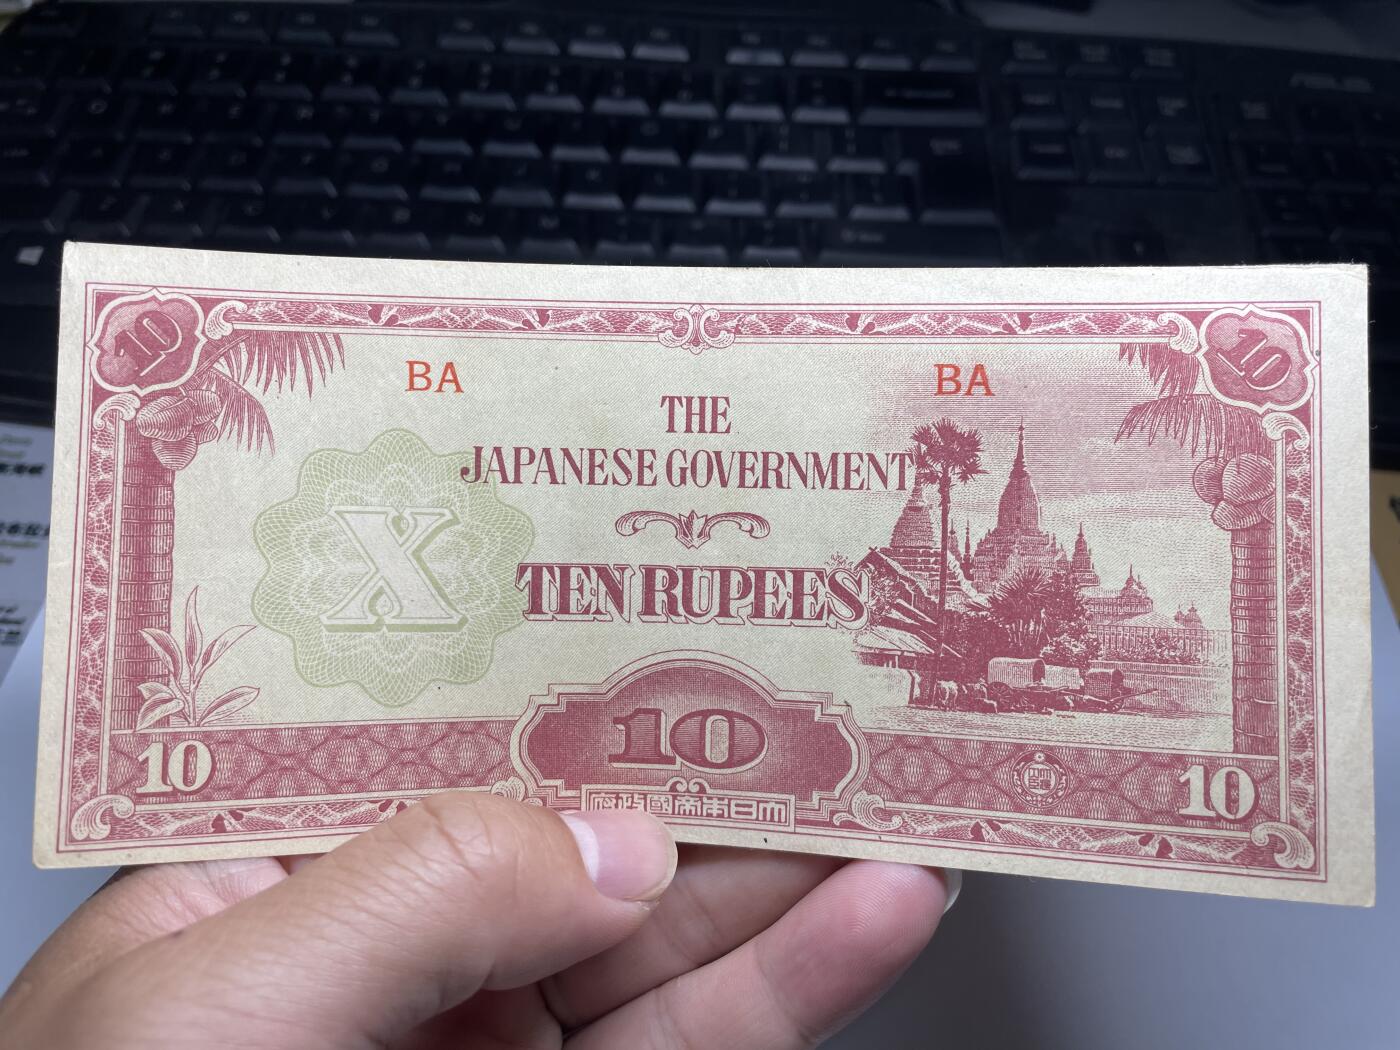 10
10
BA
BA
THE
JAPANESE GOVERNMENT
X
TEN RUPEES
10
10
10
府政國帝本日大